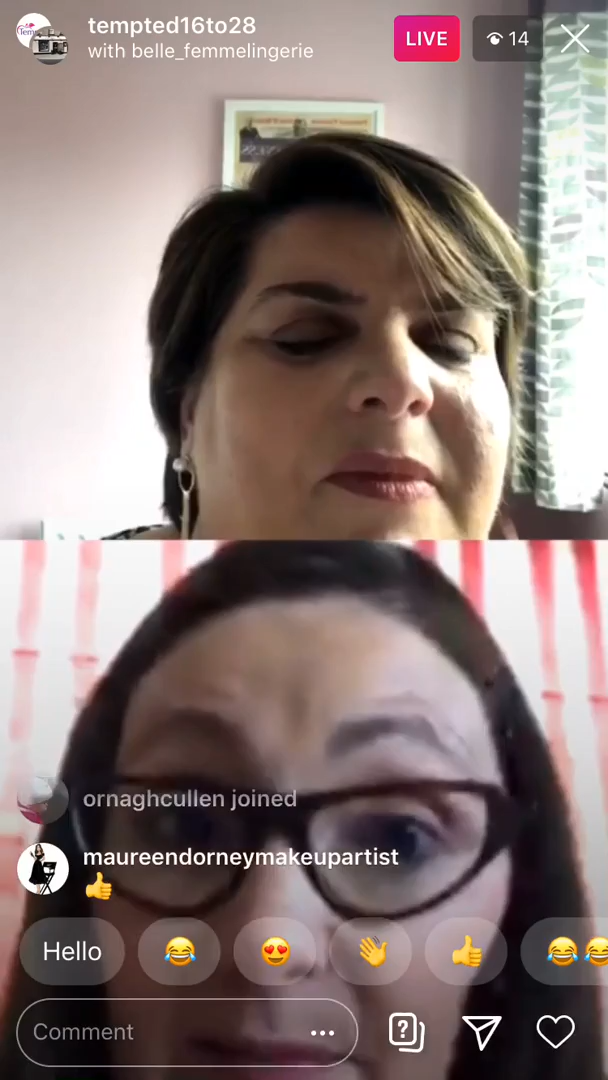 tempted16to28
LIVE
14
with belle_femmelingerie
ornaghcullen joined
maureendorneymakeupartist
👍
Hello
😂
😍
👋
👍
😂😂
Comment